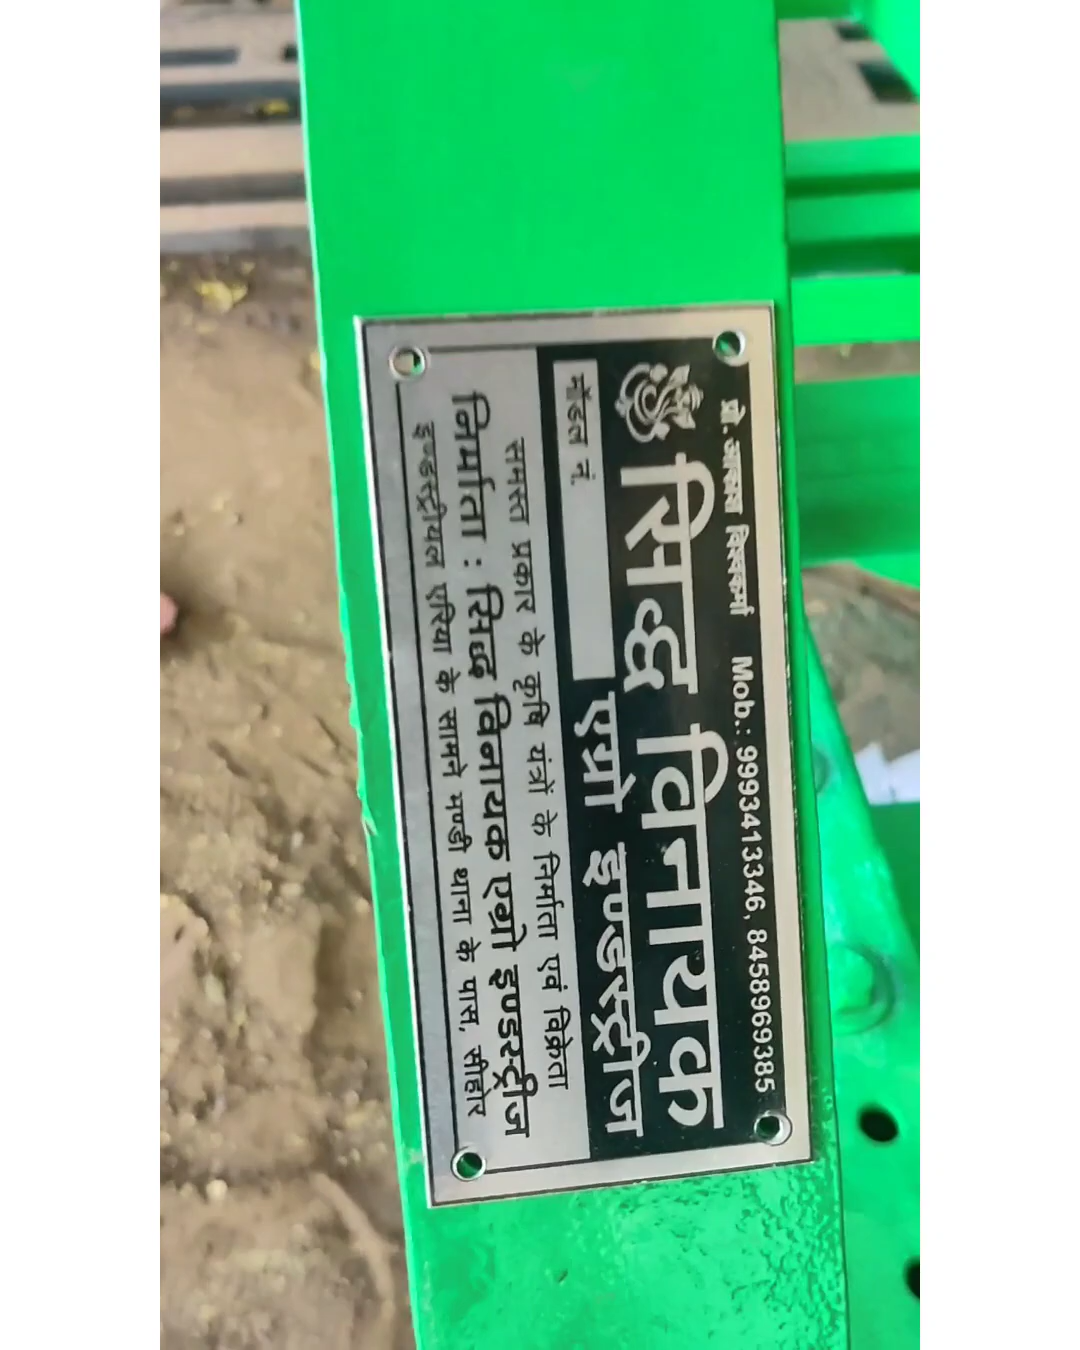 प्रो. आकाश विश्वकर्मा Mob.: 9993413346, 8458969385
सिद्ध विनायक
एग्रो इण्डस्ट्रीज
मॉडल नं.
समस्त प्रकार के कृषि यंत्रों के निर्माता एवं विक्रेता
निर्माता : सिद्ध विनायक एग्रो इण्डस्ट्रीज
इण्डस्ट्रीयल एरिया के सामने मण्डी थाना के पास, सीहोर